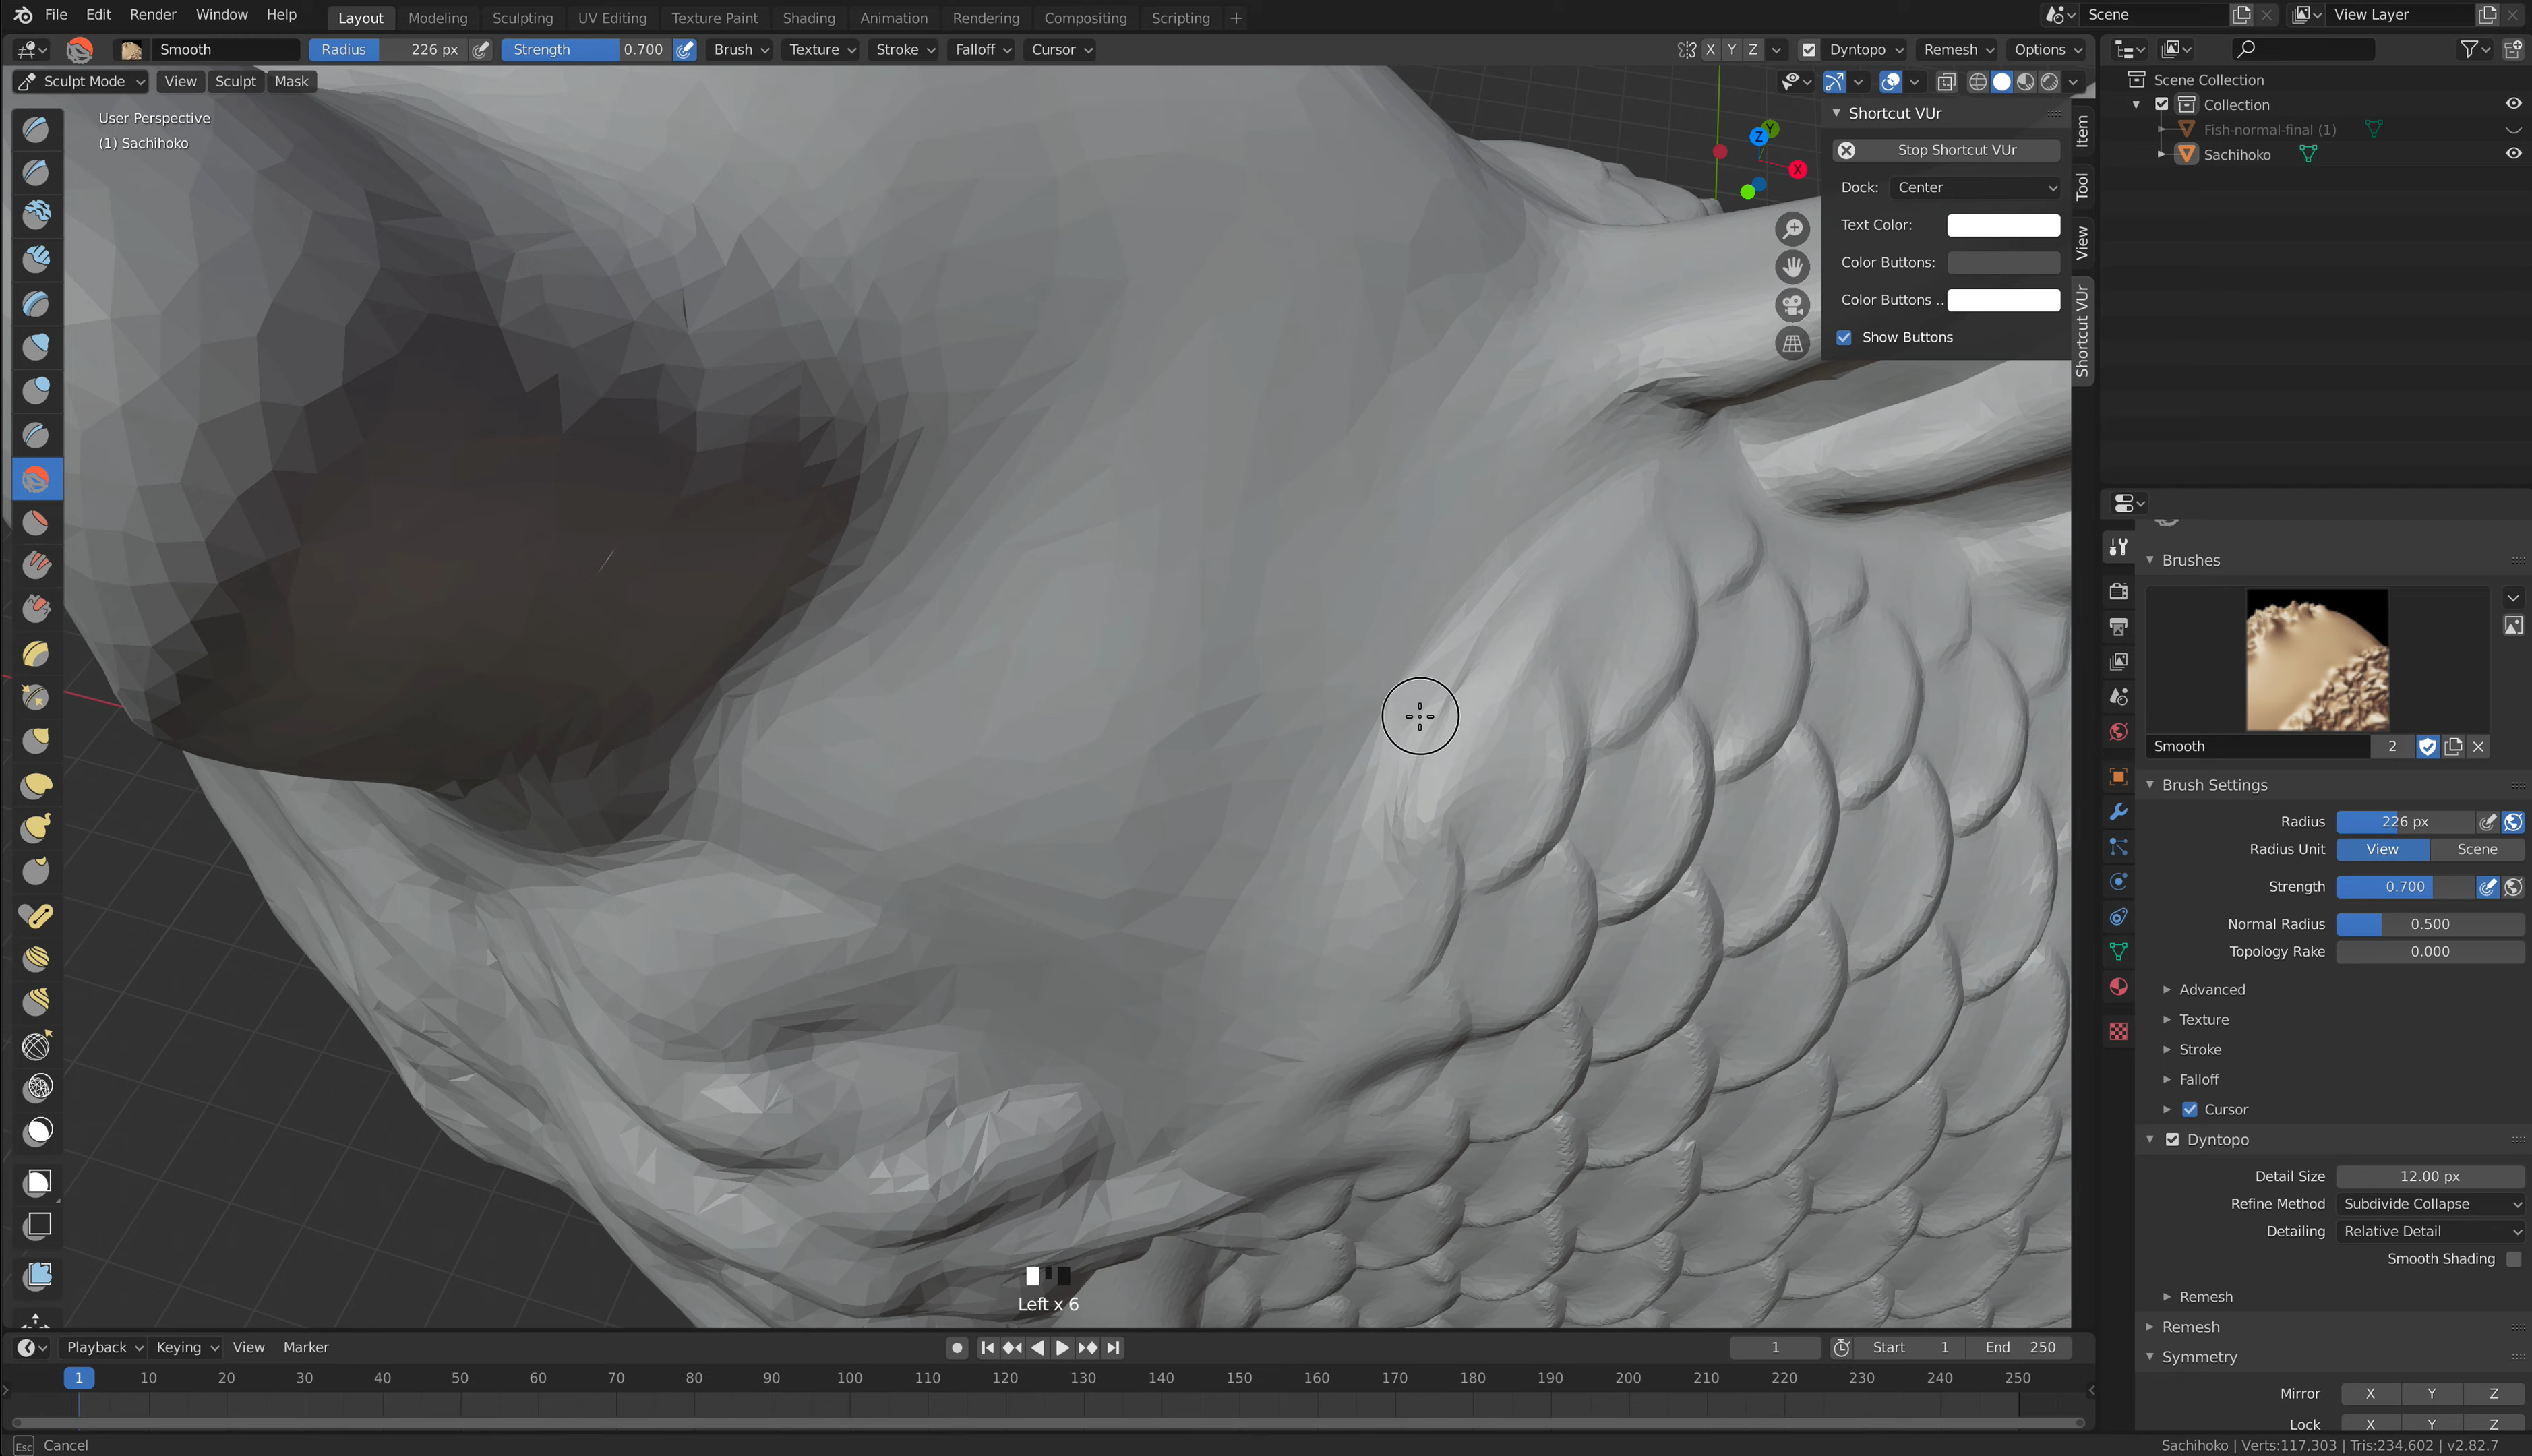 File Edit Render Window Help Layout Modeling Sculpting UV Editing Texture Paint Shading Animation Rendering Compositing Scripting + Scene View Layer
Smooth Radius 226 px Strength 0.700 Brush Texture Stroke Falloff Cursor X Y Z Dyntopo Remesh Options
Sculpt Mode View Sculpt Mask
User Perspective
(1) Sachihoko
Z Y X
Shortcut VUr
Stop Shortcut VUr
Dock: Center
Text Color:
Color Buttons:
Color Buttons ..
Show Buttons
Item
Tool
View
Shortcut VUr
Scene Collection
Collection
Fish-normal-final (1)
Sachihoko
Brushes
Smooth 2
Brush Settings
Radius 226 px
Radius Unit View Scene
Strength 0.700
Normal Radius 0.500
Topology Rake 0.000
Advanced
Texture
Stroke
Falloff
Cursor
Dyntopo
Detail Size 12.00 px
Refine Method Subdivide Collapse
Detailing Relative Detail
Smooth Shading
Remesh
Remesh
Symmetry
Mirror X Y Z
Lock X Y Z
Left x 6
Playback Keying View Marker 1 Start 1 End 250
1 10 20 30 40 50 60 70 80 90 100 110 120 130 140 150 160 170 180 190 200 210 220 230 240 250
Esc Cancel
Sachihoko | Verts:117,303 | Tris:234,602 | v2.82.7